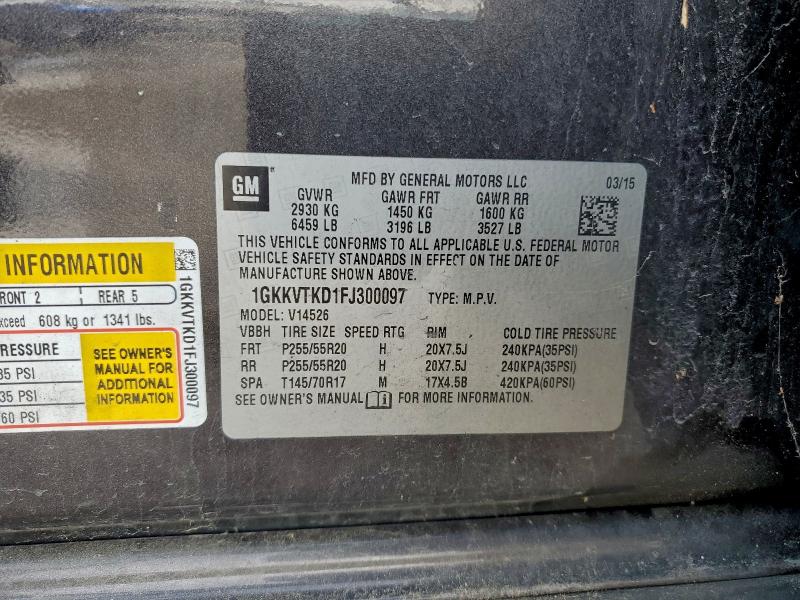 GM
MFD BY GENERAL MOTORS LLC 03/15
GVWR GAWR FRT GAWR RR
2930 KG 1450 KG 1600 KG
6459 LB 3196 LB 3527 LB
THIS VEHICLE CONFORMS TO ALL APPLICABLE U.S. FEDERAL MOTOR
VEHICLE SAFETY STANDARDS IN EFFECT ON THE DATE OF
MANUFACTURE SHOWN ABOVE.
1GKKVTKD1FJ300097 TYPE: M.P.V.
MODEL: V14526
VBBH TIRE SIZE SPEED RTG RIM COLD TIRE PRESSURE
FRT P255/55R20 H 20X7.5J 240KPA(35PSI)
RR P255/55R20 H 20X7.5J 240KPA(35PSI)
SPA T145/70R17 M 17X4.5B 420KPA(60PSI)
SEE OWNER'S MANUAL i FOR MORE INFORMATION.
INFORMATION
RONT 2 REAR 5
xceed 608 kg or 1341 lbs.
PRESSURE
35 PSI
35 PSI
60 PSI
SEE OWNER'S
MANUAL FOR
ADDITIONAL
INFORMATION
1GKKVTKD1FJ300097